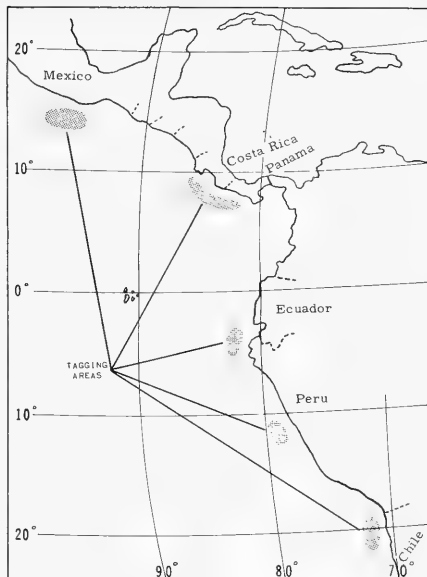 20°
Mexico
Costa Rica
Panama
10°
0°
Ecuador
TAGGING
AREAS
Peru
10°
20°
Chile
90°
80°
70°